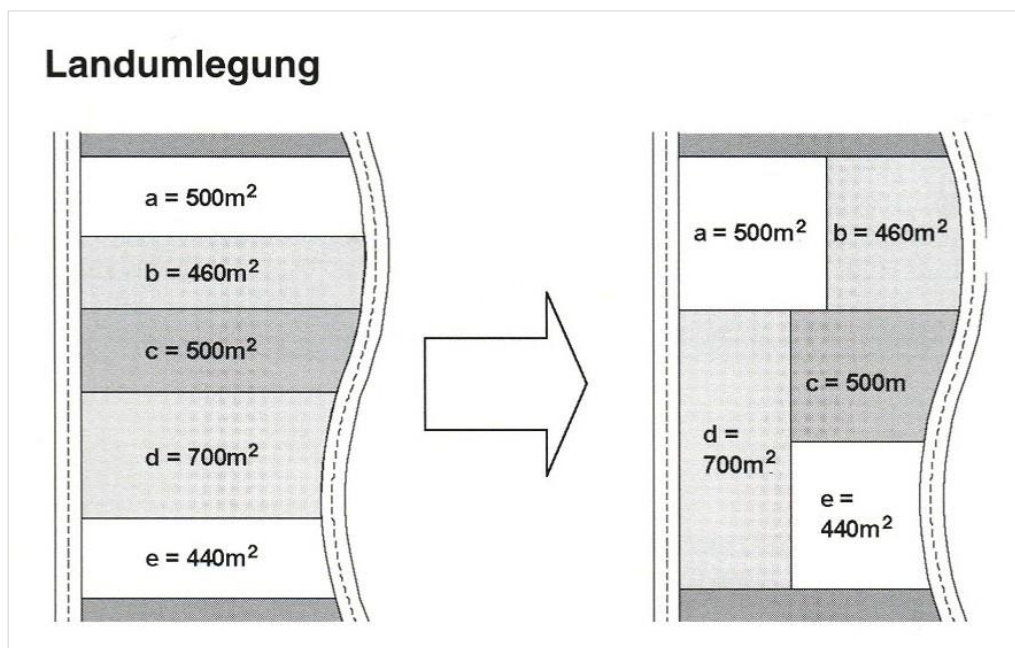 Landumlegung
a = 500m²
b = 460m²
c = 500m²
d = 700m²
e = 440m²
a = 500m²
b = 460m²
c = 500m
d =
700m²
e =
440m²